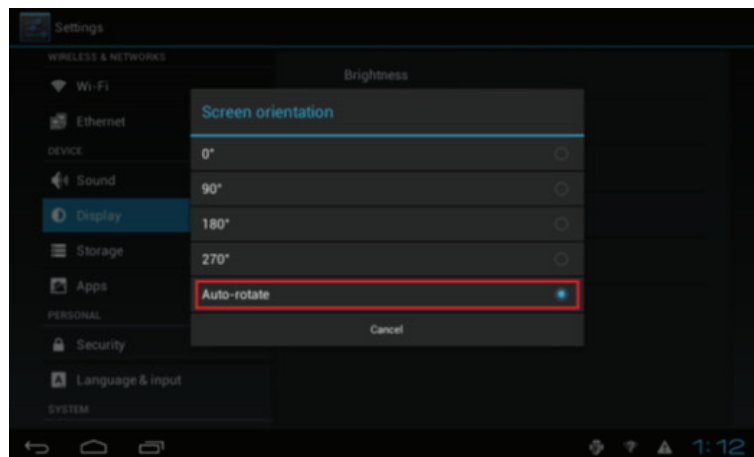 Settings
WIRELESS & NETWORKS
Wi-Fi
Ethernet
DEVICE
Sound
Display
Storage
Apps
PERSONAL
Security
Language & input
SYSTEM
Brightness
Screen orientation
0°
90°
180°
270°
Auto-rotate
Cancel
1:12